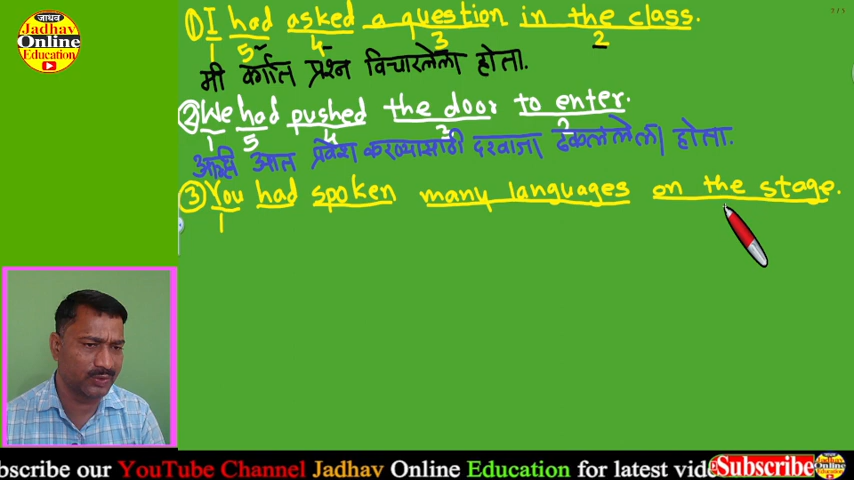 जाधव
Jadhav
Online
Education
① I had asked a question in the class.
1 5 4 3 2
मी वर्गात प्रश्न विचारलेला होता.
② We had pushed the door to enter.
1 5 4 3 2
आम्ही आत प्रवेश करण्यासाठी दरवाजा ढकललेला होता.
③ You had spoken many languages on the stage.
1
bscribe our YouTube Channel Jadhav Online Education for latest vide
Subscribe
Jadhav
Online
Education